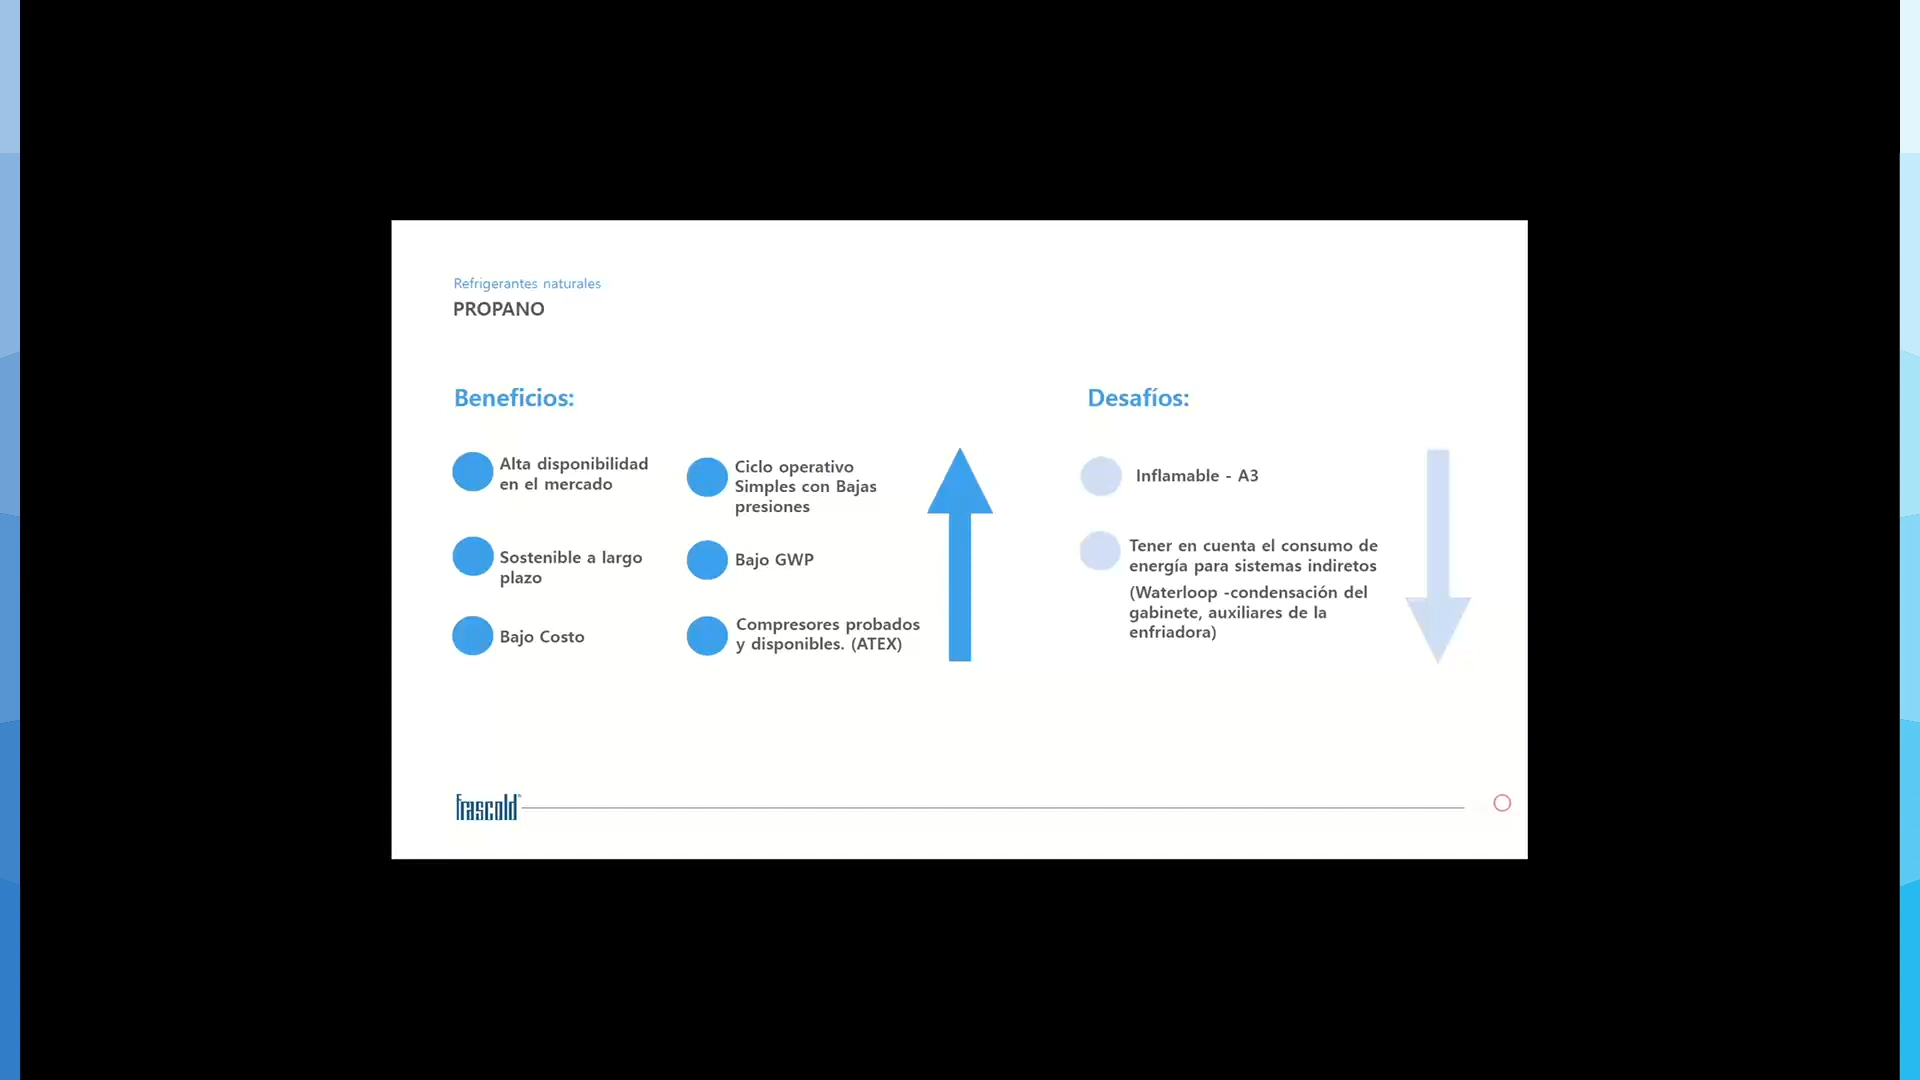 Refrigerantes naturales
PROPANO
Beneficios:
Alta disponibilidad
en el mercado
Sostenible a largo
plazo
Bajo Costo
Ciclo operativo
Simples con Bajas
presiones
Bajo GWP
Compresores probados
y disponibles. (ATEX)
Desafíos:
Inflamable - A3
Tener en cuenta el consumo de
energía para sistemas indiretos
(Waterloop -condensación del
gabinete, auxiliares de la
enfriadora)
frascold